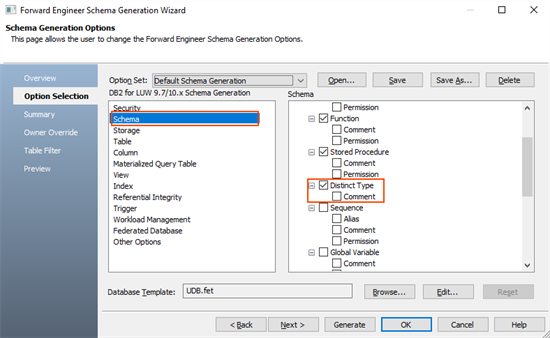 Forward Engineer Schema Generation Wizard
Schema Generation Options
This page allows the user to change the Forward Engineer Schema Generation Options.
Overview
Option Selection
Summary
Owner Override
Table Filter
Preview
Option Set: Default Schema Generation Open... Save Save As... Delete
DB2 for LUW 9.7/10.x Schema Generation
Security
Schema
Storage
Table
Column
Materialized Query Table
View
Index
Referential Integrity
Trigger
Workload Management
Federated Database
Other Options
Schema
Permission
Function
Comment
Permission
Stored Procedure
Comment
Permission
Distinct Type
Comment
Sequence
Alias
Comment
Permission
Global Variable
Comment
Database Template: UDB.fet Browse... Edit... Reset
< Back Next > Generate OK Cancel Help